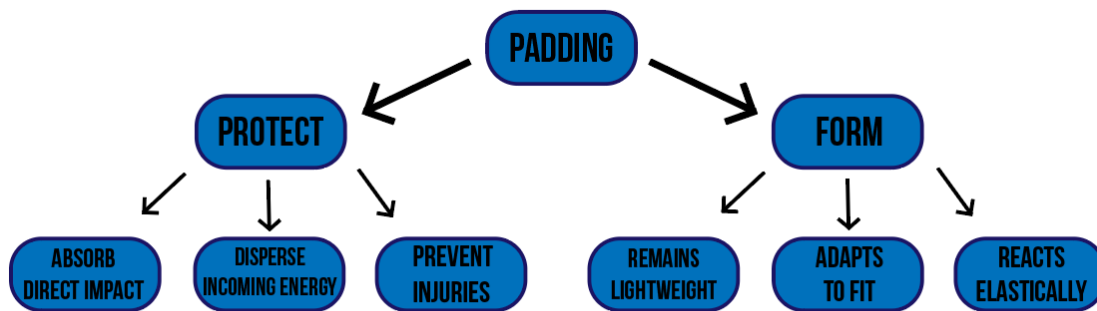 PADDING
PROTECT
FORM
ABSORB
DIRECT IMPACT
DISPERSE
INCOMING ENERGY
PREVENT
INJURIES
REMAINS
LIGHTWEIGHT
ADAPTS
TO FIT
REACTS
ELASTICALLY